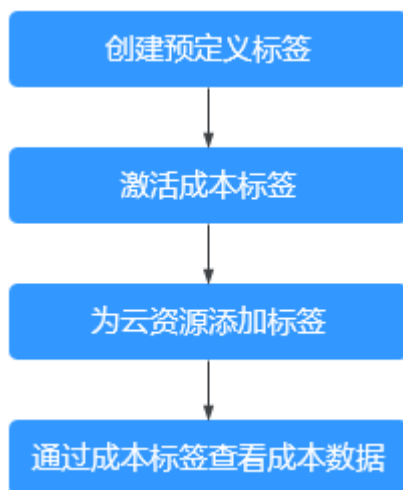 创建预定义标签
激活成本标签
为云资源添加标签
通过成本标签查看成本数据